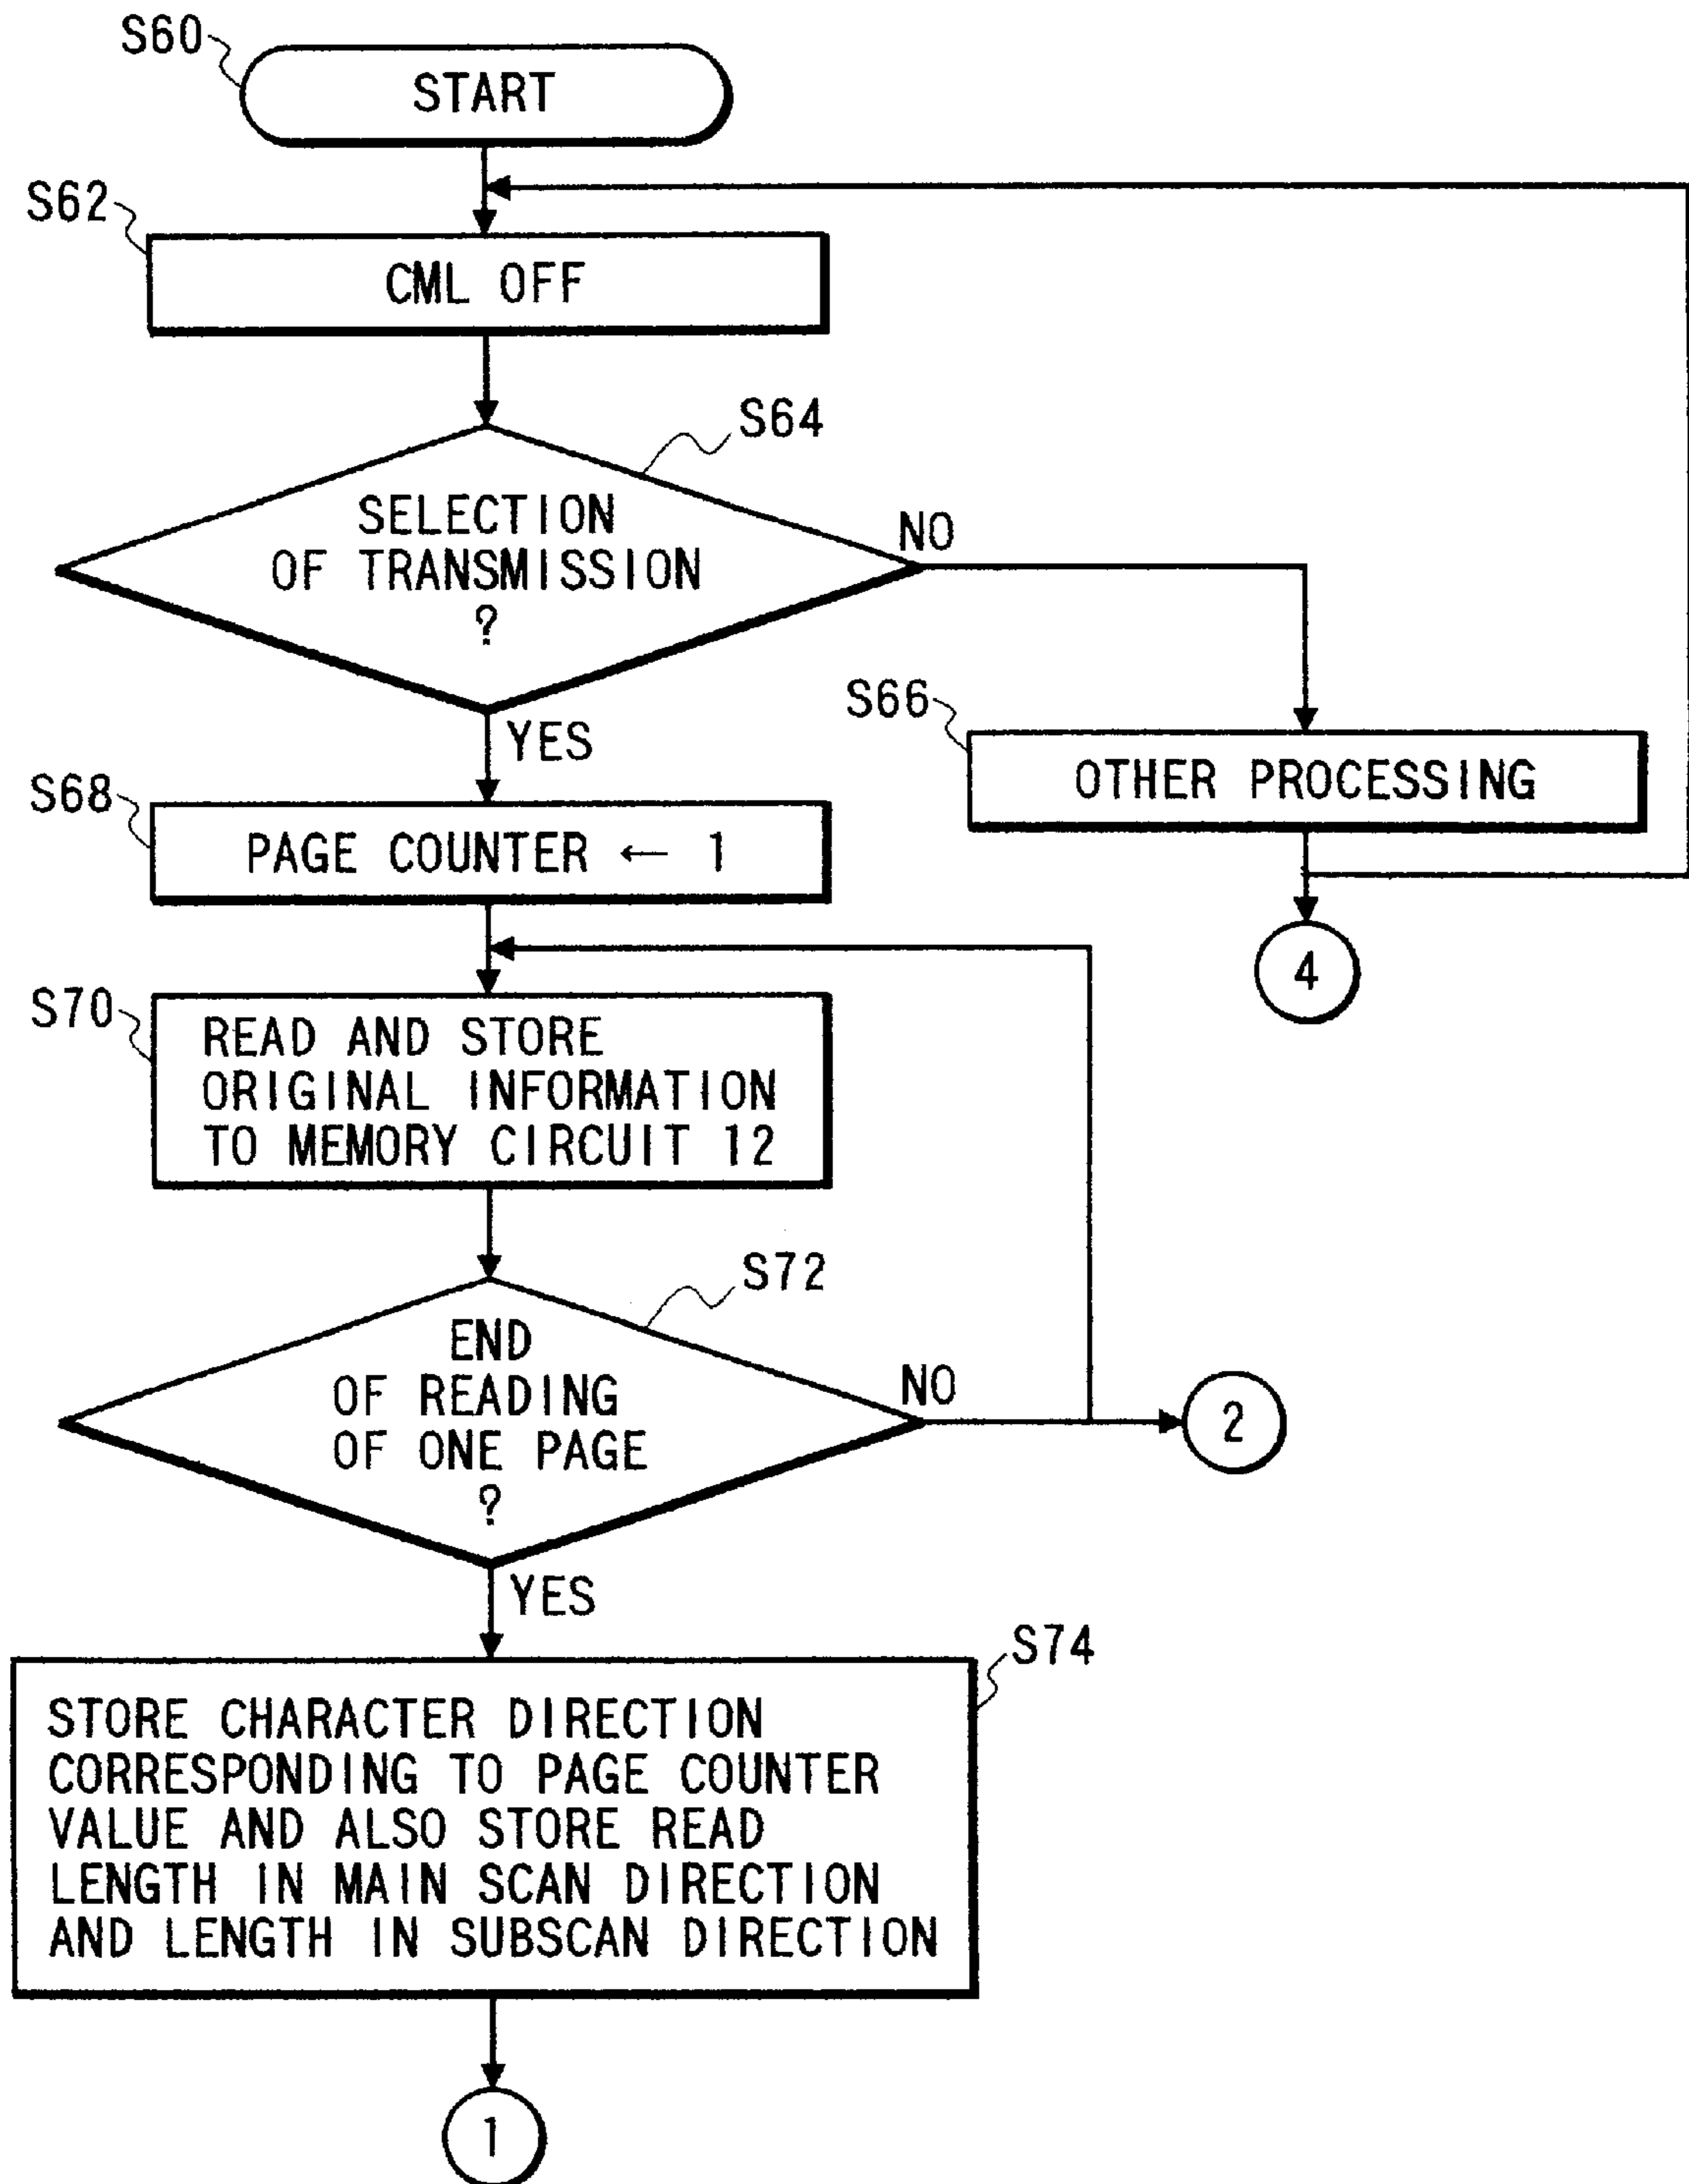 S60
START
S62
CML OFF
S64
SELECTION
OF TRANSMISSION
?
NO
YES
S66
OTHER PROCESSING
S68
PAGE COUNTER ← 1
4
S70
READ AND STORE
ORIGINAL INFORMATION
TO MEMORY CIRCUIT 12
S72
END
OF READING
OF ONE PAGE
?
NO
2
YES
S74
STORE CHARACTER DIRECTION
CORRESPONDING TO PAGE COUNTER
VALUE AND ALSO STORE READ
LENGTH IN MAIN SCAN DIRECTION
AND LENGTH IN SUBSCAN DIRECTION
1